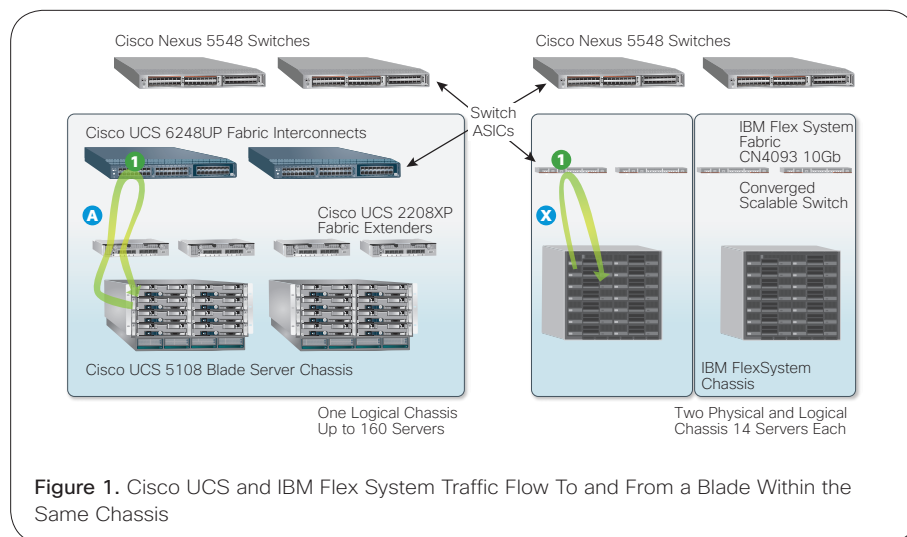 Cisco Nexus 5548 Switches
Cisco Nexus 5548 Switches
Switch
ASICs
Cisco UCS 6248UP Fabric Interconnects
1
A
Cisco UCS 2208XP
Fabric Extenders
Cisco UCS 5108 Blade Server Chassis
One Logical Chassis
Up to 160 Servers
IBM Flex System
Fabric
CN4093 10Gb
Converged
Scalable Switch
1
X
IBM FlexSystem
Chassis
Two Physical and Logical
Chassis 14 Servers Each
Figure 1. Cisco UCS and IBM Flex System Traffic Flow To and From a Blade Within the
Same Chassis